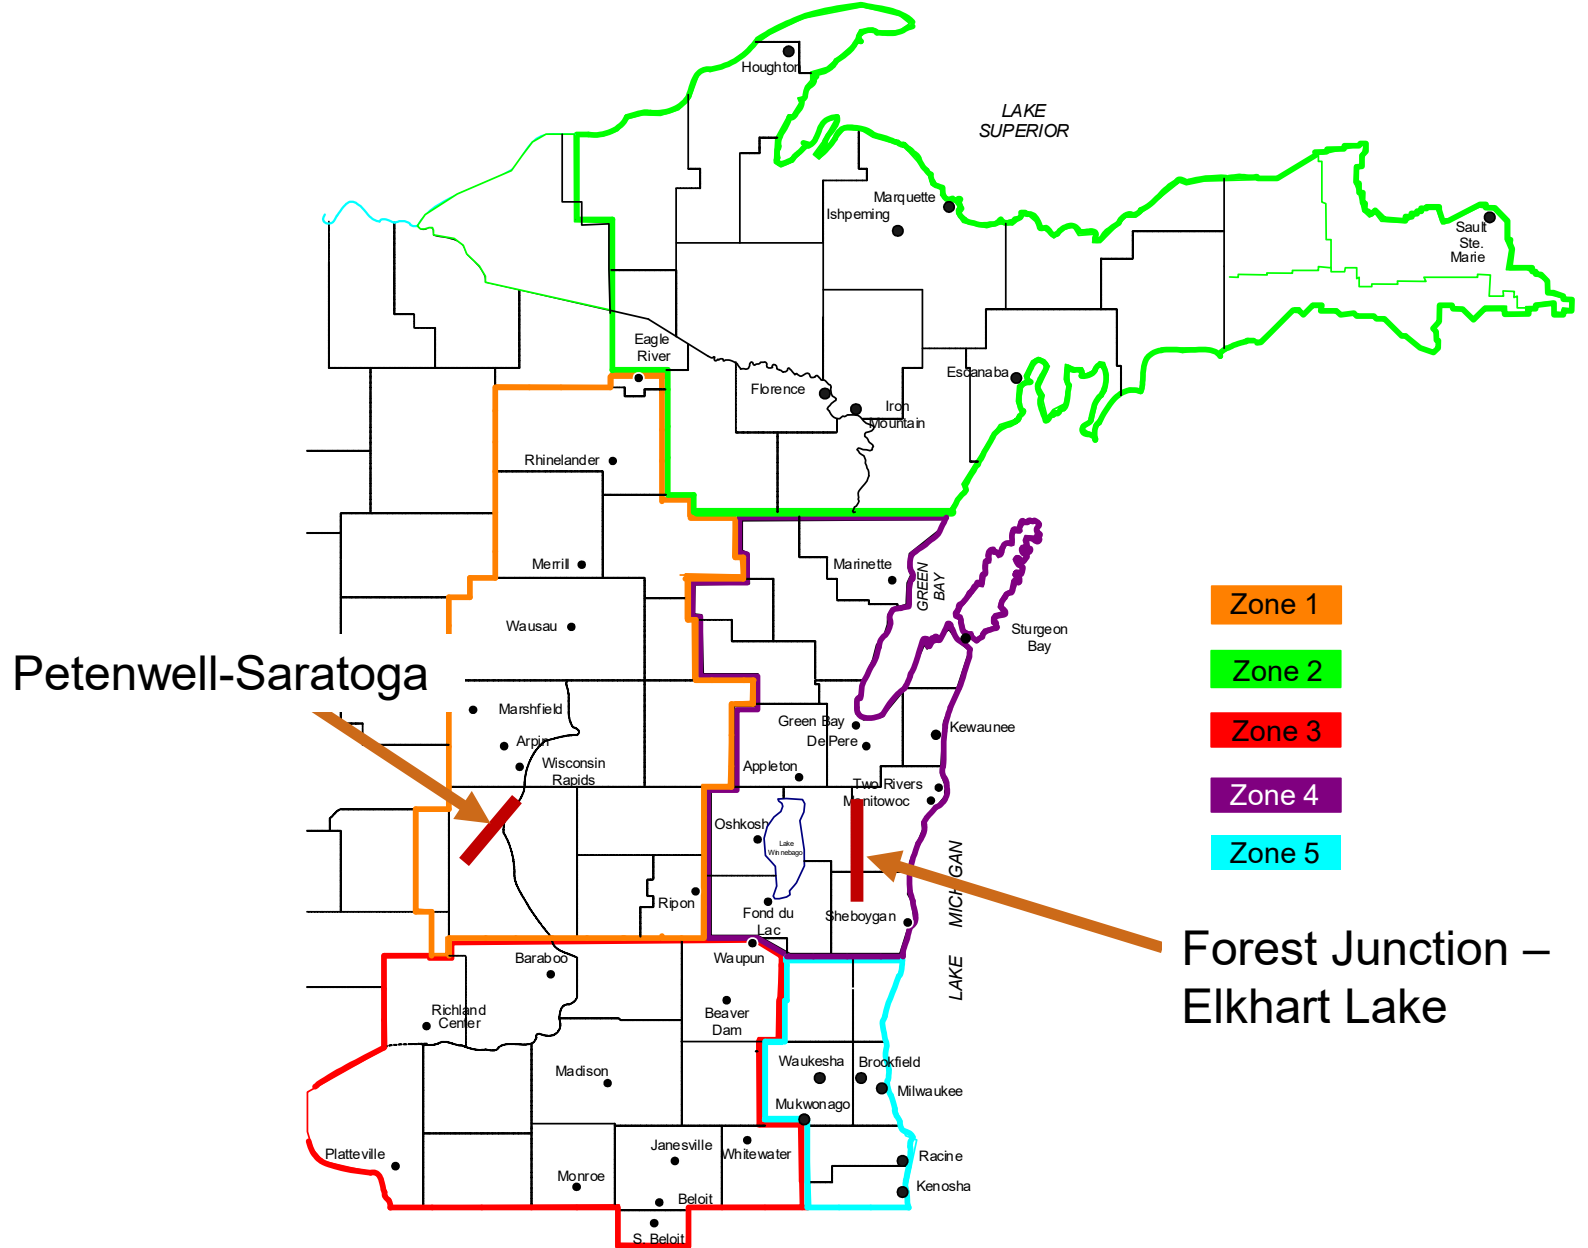 Houghton
LAKE
SUPERIOR
Marquette
Ishpeming
Sault
Ste.
Marie
Eagle
River
Escanaba
Florence
Iron
Mountain
Rhinelander
Merrill
Marinette
GREEN
BAY
Zone 1
Wausau
Sturgeon
Bay
Petenwell-Saratoga
Zone 2
Marshfield
Green Bay
Kewaunee
De Pere
Zone 3
Arpin
Wisconsin
Rapids
Appleton
Two Rivers
Manitowoc
Zone 4
Oshkosh
Lake
Winnebago
Zone 5
Ripon
Fond du
Lac
Sheboygan
LAKE MICHIGAN
Forest Junction –
Elkhart Lake
Baraboo
Waupun
Richland
Center
Beaver
Dam
Madison
Waukesha
Brookfield
Milwaukee
Mukwonago
Platteville
Janesville
Whitewater
Racine
Monroe
Kenosha
Beloit
S. Beloit